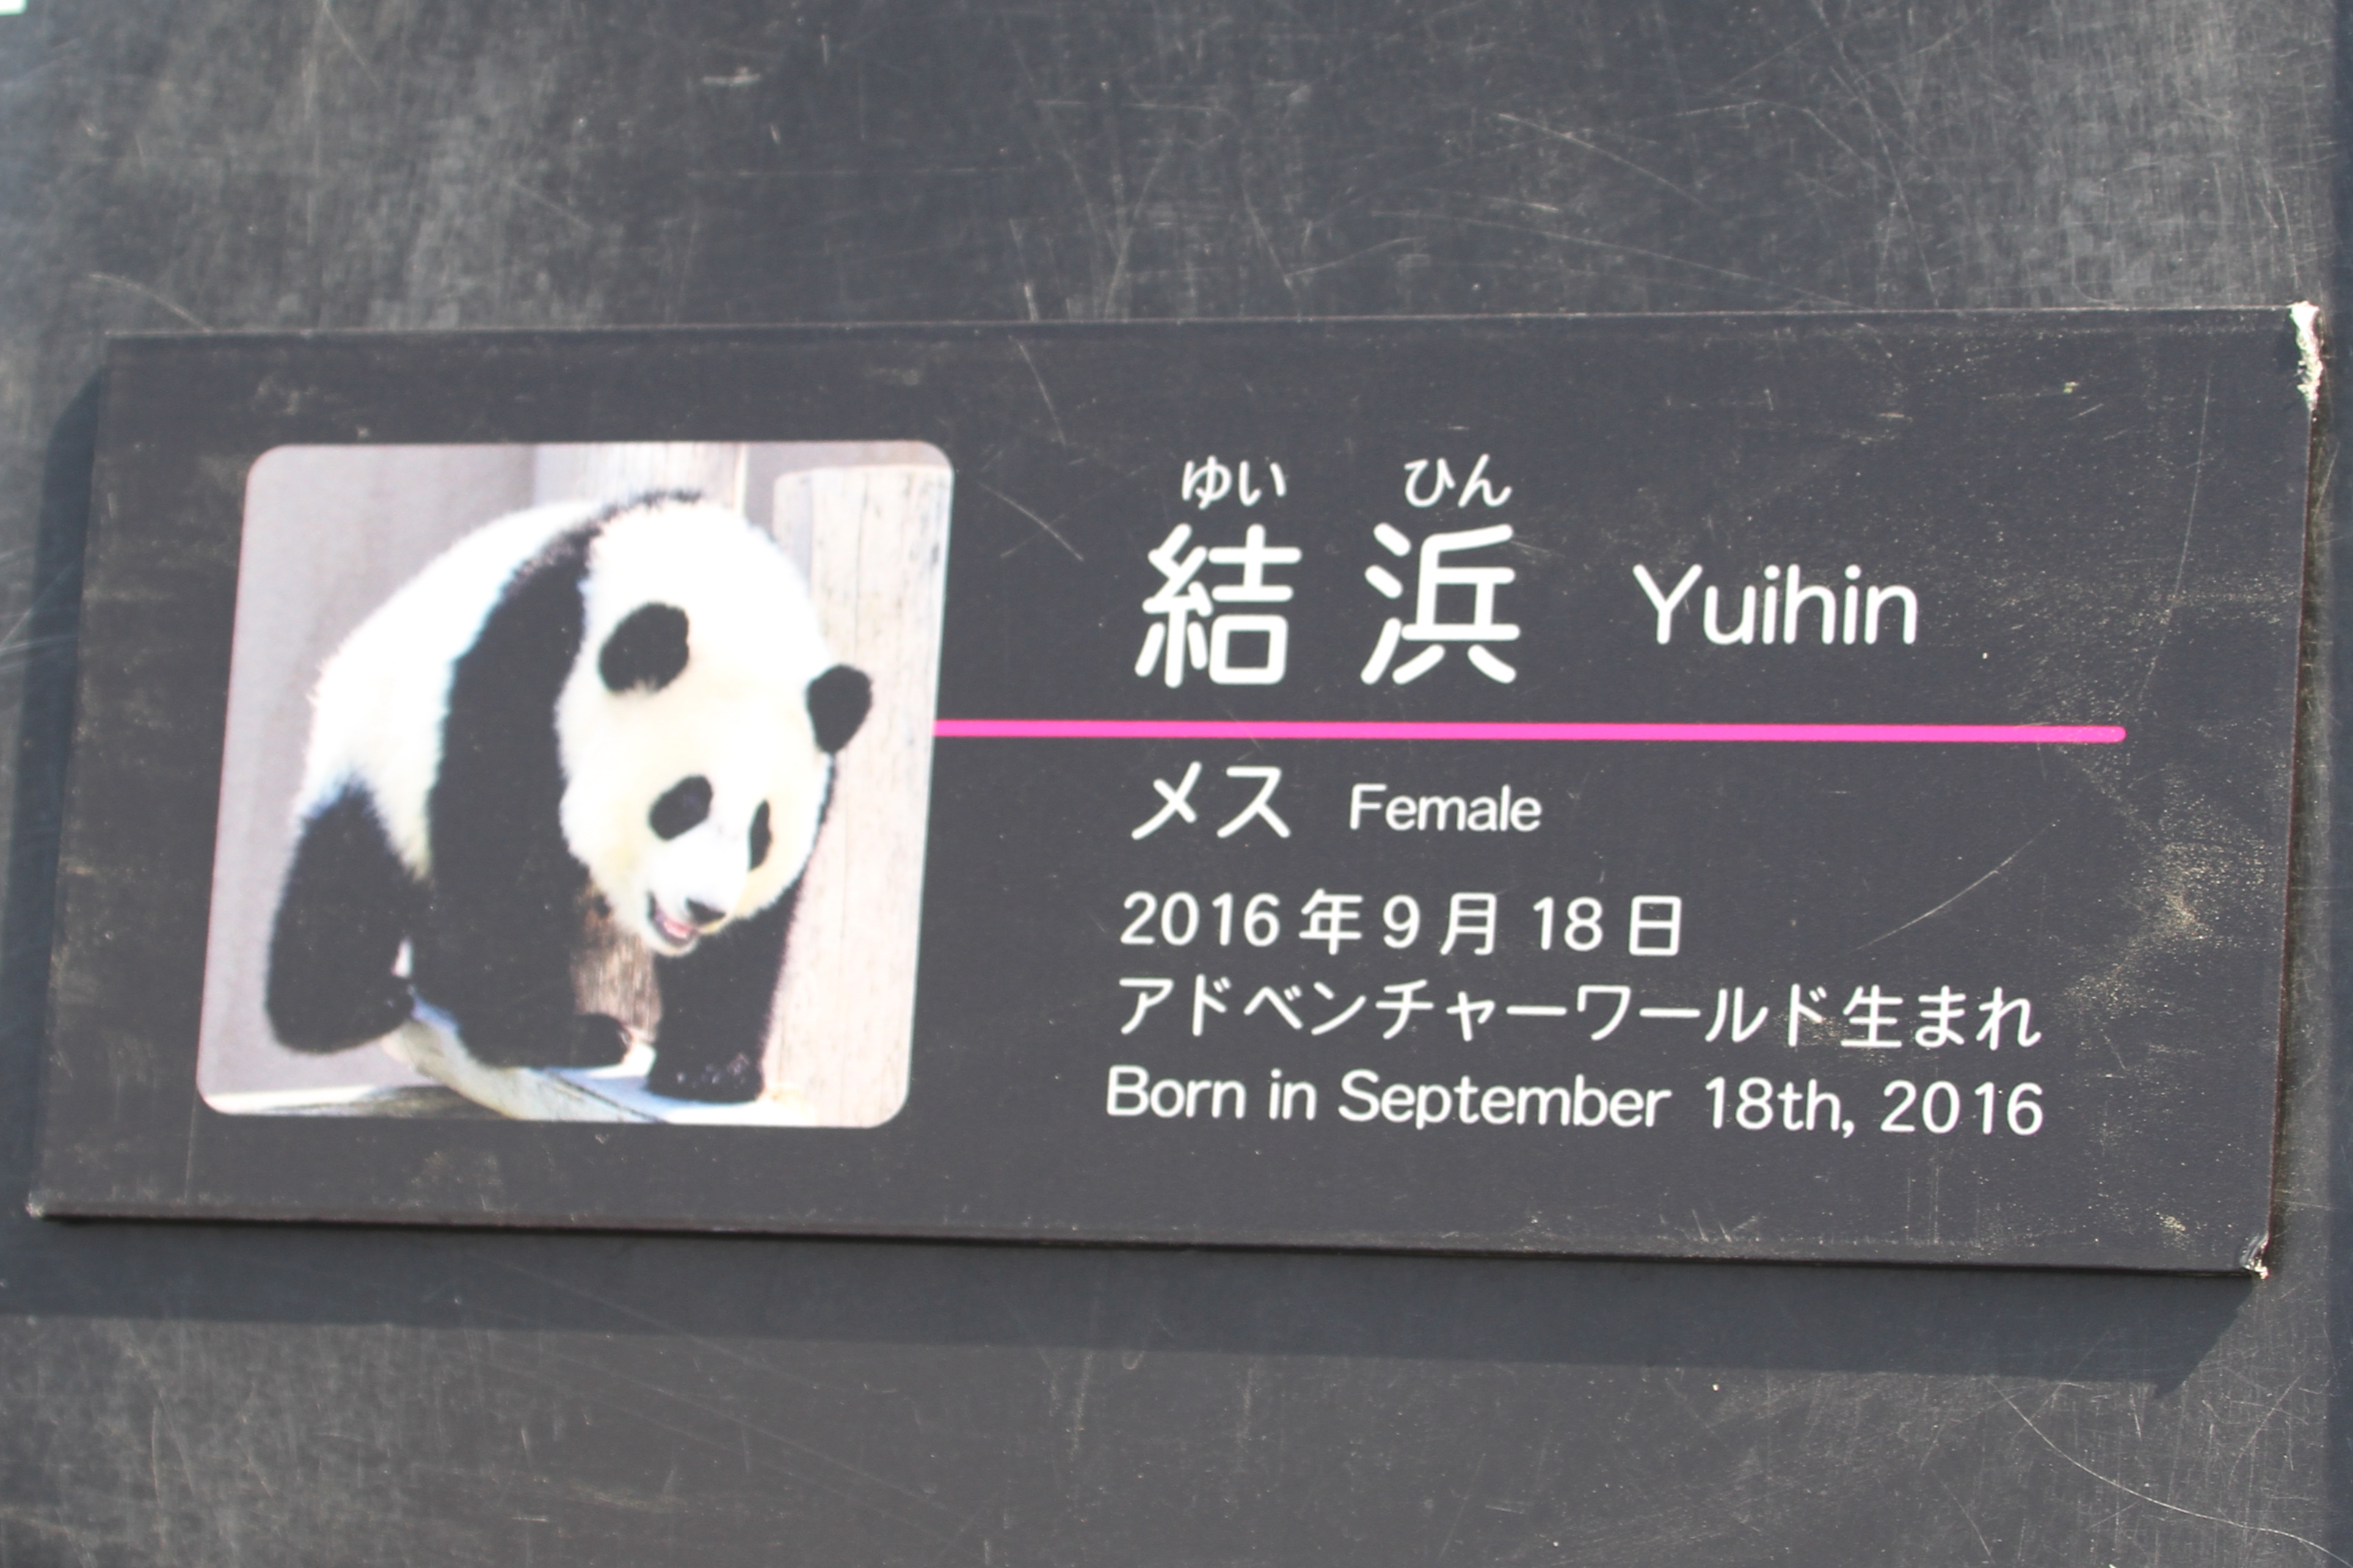 ゆい ひん
結浜 Yuihin
メス Female
2016年9月18日
アドベンチャーワールド生まれ
Born in September 18th, 2016